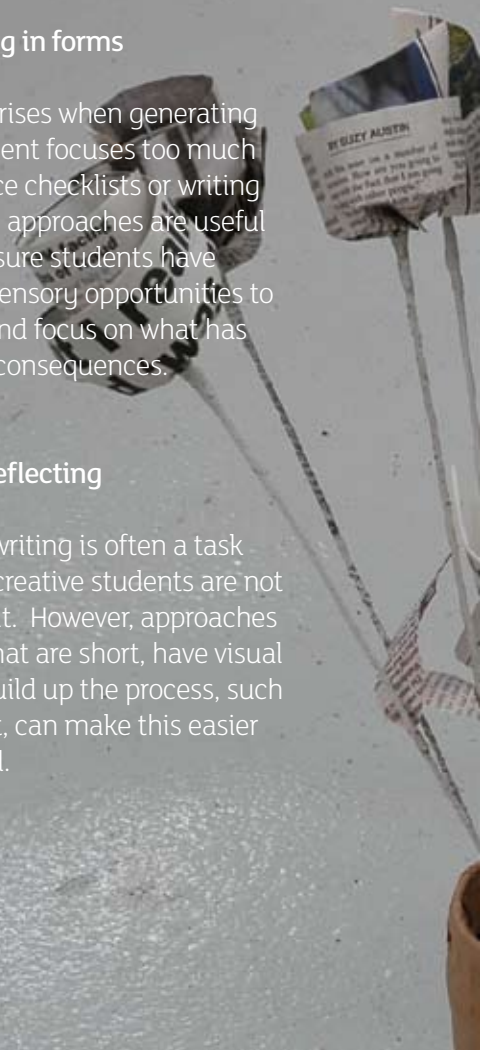 g in forms
rises when generating
ent focuses too much
ce checklists or writing
approaches are useful
sure students have
ensory opportunities to
nd focus on what has
consequences.
eflecting
writing is often a task
creative students are not
t. However, approaches
hat are short, have visual
uild up the process, such
, can make this easier
.
BY SUZY AUSTIN